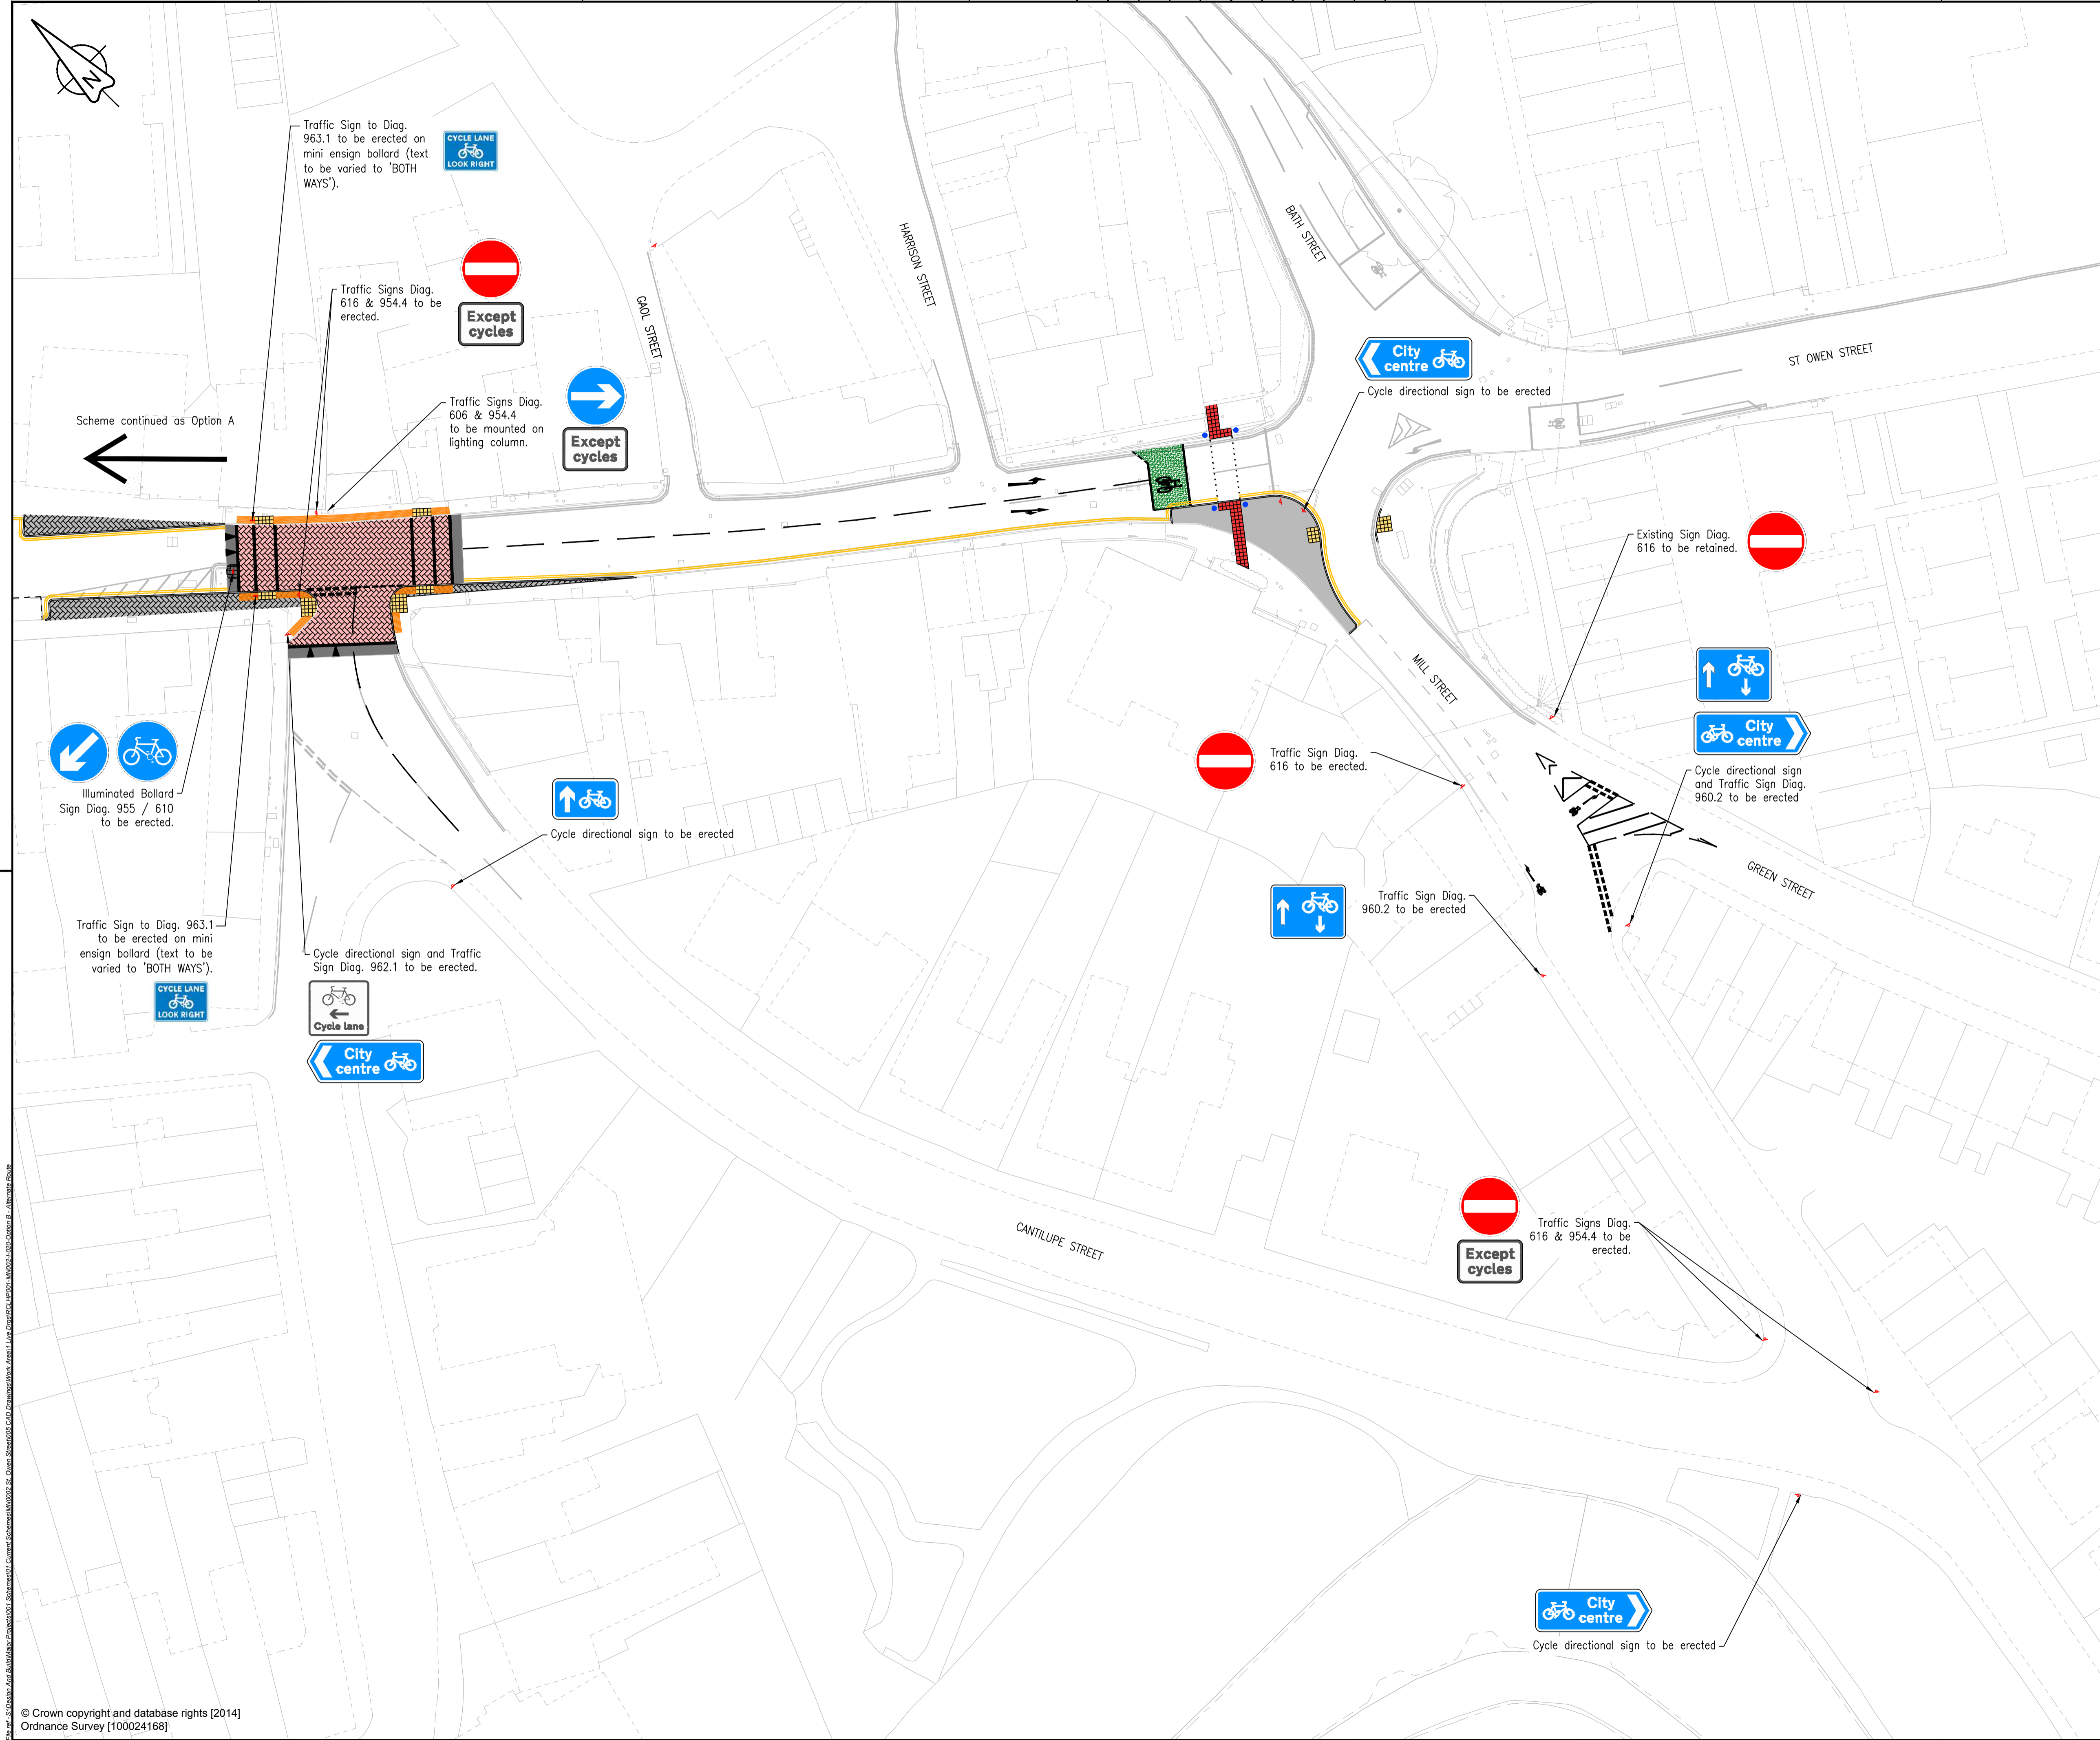 N
Traffic Sign to Diag.
963.1 to be erected on
mini ensign bollard (text
to be varied to 'BOTH
WAYS').
CYCLE LANE
LOOK RIGHT
Traffic Signs Diag.
616 & 954.4 to be
erected.
Except
cycles
Traffic Signs Diag.
606 & 954.4
to be mounted on
lighting column.
Except
cycles
Scheme continued as Option A
GAOL STREET
HARRISON STREET
BATH STREET
ST OWEN STREET
City
centre
Cycle directional sign to be erected
Existing Sign Diag.
616 to be retained.
MILL STREET
City
centre
Cycle directional sign
and Traffic Sign Diag.
960.2 to be erected
GREEN STREET
Traffic Sign Diag.
616 to be erected.
Traffic Sign Diag.
960.2 to be erected
Illuminated Bollard
Sign Diag. 955 / 610
to be erected.
Cycle directional sign to be erected
Traffic Sign to Diag. 963.1
to be erected on mini
ensign bollard (text to be
varied to 'BOTH WAYS').
CYCLE LANE
LOOK RIGHT
Cycle directional sign and Traffic
Sign Diag. 962.1 to be erected.
Cycle lane
City
centre
CANTILUPE STREET
Traffic Signs Diag.
616 & 954.4 to be
erected.
Except
cycles
City
centre
Cycle directional sign to be erected
© Crown copyright and database rights [2014]
Ordnance Survey [100024168]